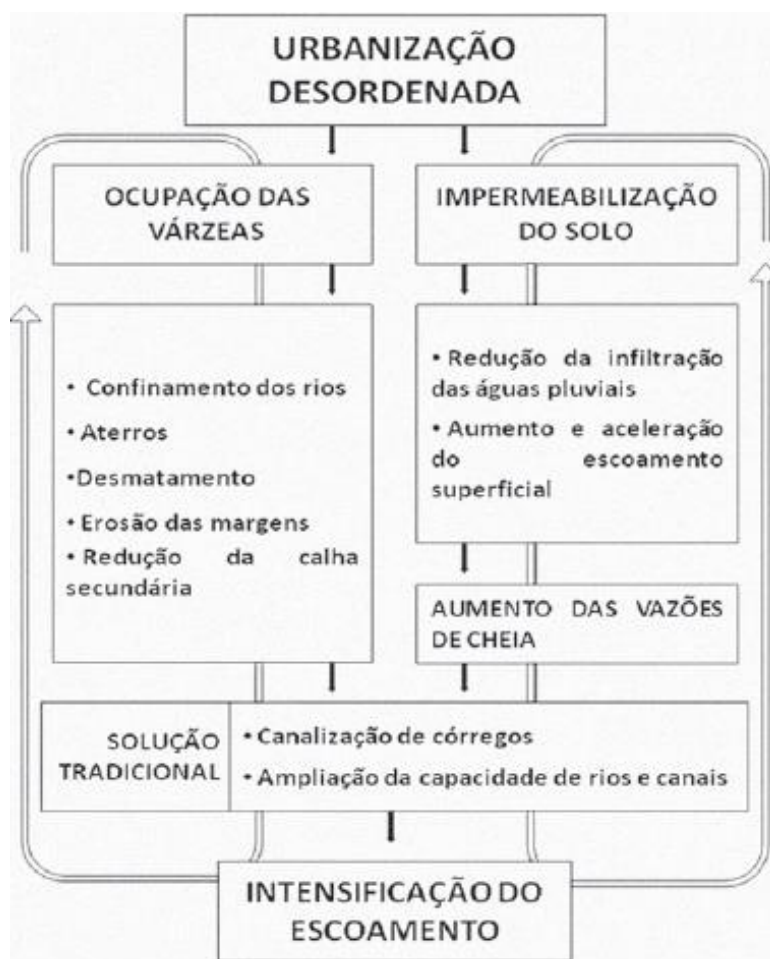 URBANIZAÇÃO
DESORDENADA
OCUPAÇÃO DAS
VÁRZEAS
IMPERMEABILIZAÇÃO
DO SOLO
• Confinamento dos rios
• Aterros
•Desmatamento
• Erosão das margens
• Redução da calha
secundária
• Redução da infiltração
das águas pluviais
• Aumento e aceleração
do escoamento
superficial
AUMENTO DAS VAZÕES
DE CHEIA
SOLUÇÃO
TRADICIONAL
• Canalização de córregos
• Ampliação da capacidade de rios e canais
INTENSIFICAÇÃO DO
ESCOAMENTO